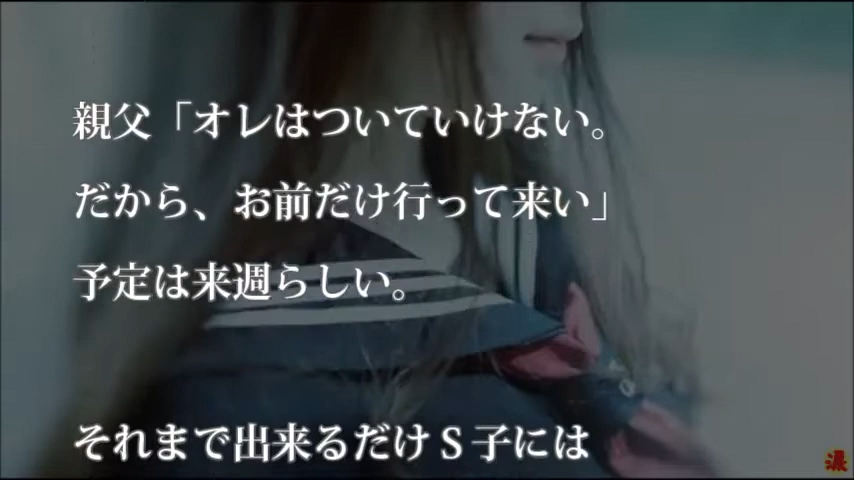 親父「オレはついていけない。
だから、お前だけ行って来い」
予定は来週らしい。
それまで出来るだけＳ子には
涙